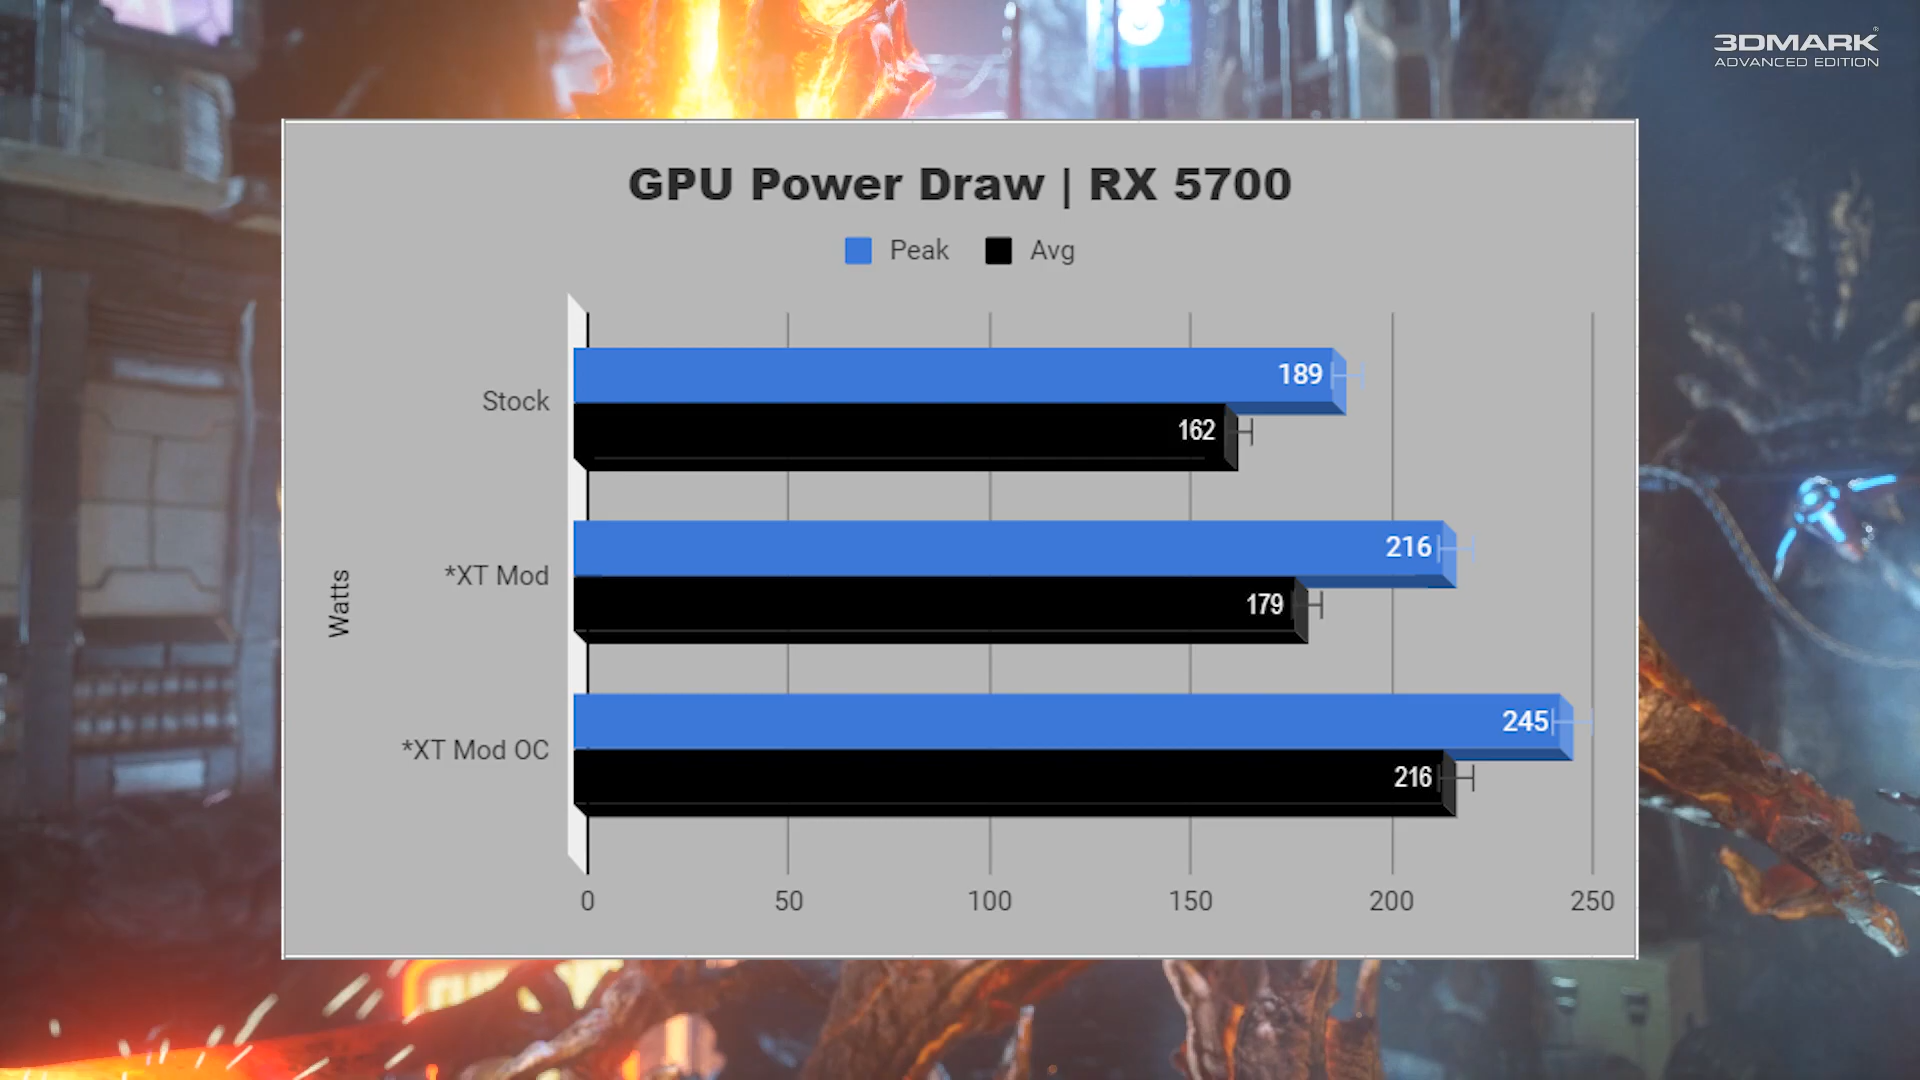 3DMARK®
ADVANCED EDITION
GPU Power Draw | RX 5700
Peak
Avg
Stock
189
162
*XT Mod
216
179
*XT Mod OC
245
216
Watts
0 50 100 150 200 250